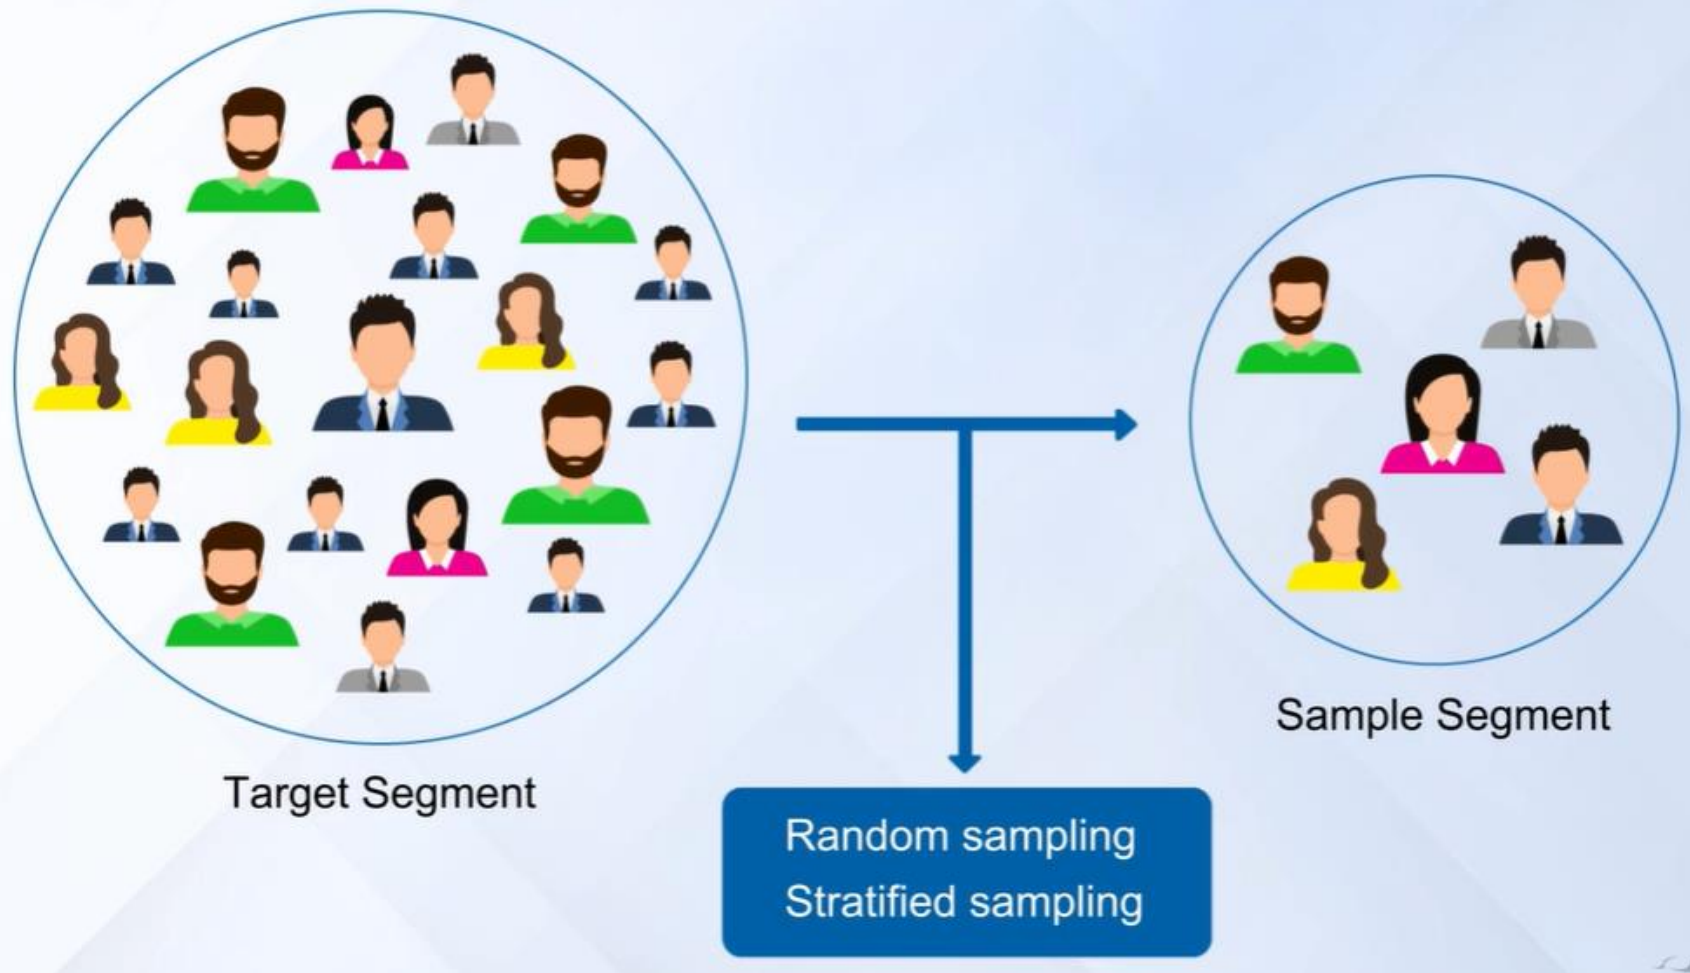 Target Segment
Sample Segment
Random sampling
Stratified sampling